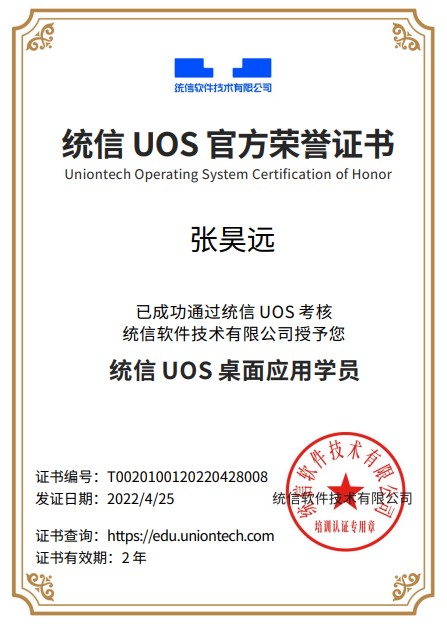 统信软件技术有限公司
统信 UOS 官方荣誉证书
Uniontech Operating System Certification of Honor
张昊远
已成功通过统信 UOS 考核
统信软件技术有限公司授予您
统信 UOS 桌面应用学员
证书编号：T0020100120220428008
发证日期：2022/4/25
统信软件技术有限公司
统信软件技术有限公司
培训认证专用章
证书查询：https://edu.uniontech.com
证书有效期：2 年